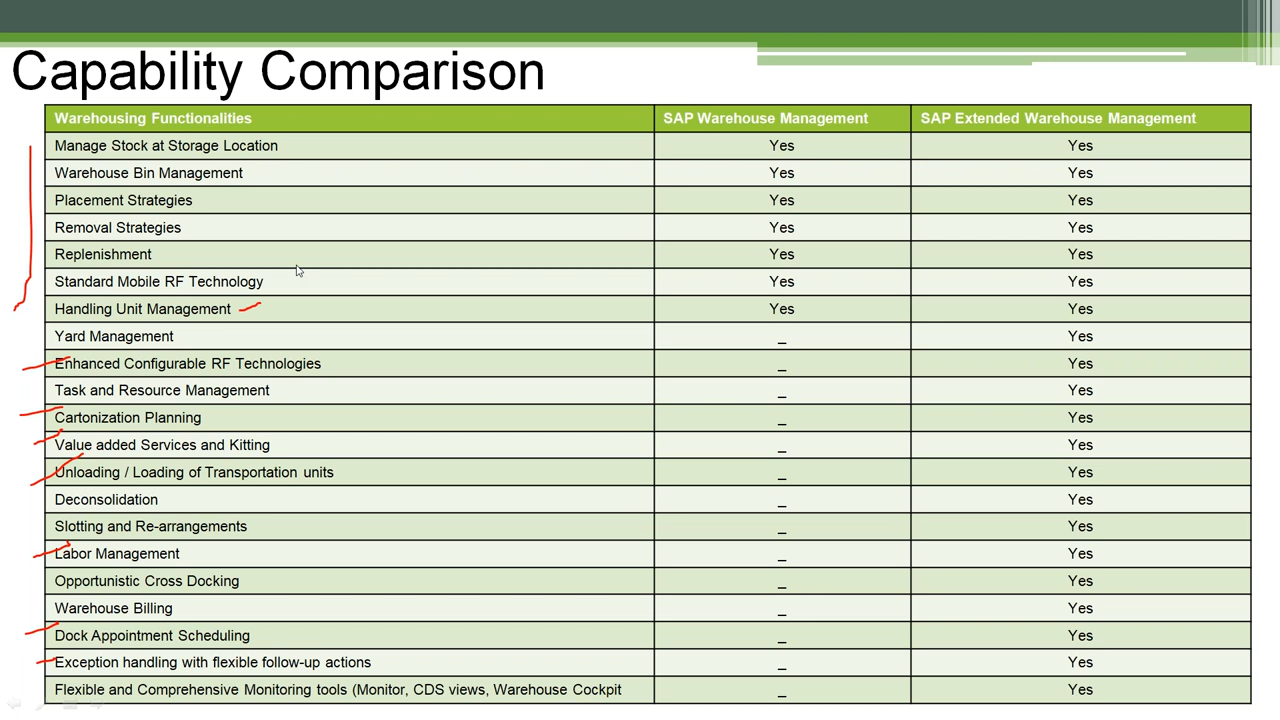 Capability Comparison
Warehousing Functionalities SAP Warehouse Management SAP Extended Warehouse Management
Manage Stock at Storage Location Yes Yes
Warehouse Bin Management Yes Yes
Placement Strategies Yes Yes
Removal Strategies Yes Yes
Replenishment Yes Yes
Standard Mobile RF Technology Yes Yes
Handling Unit Management Yes Yes
Yard Management _ Yes
Enhanced Configurable RF Technologies _ Yes
Task and Resource Management _ Yes
Cartonization Planning _ Yes
Value added Services and Kitting _ Yes
Unloading / Loading of Transportation units _ Yes
Deconsolidation _ Yes
Slotting and Re-arrangements _ Yes
Labor Management _ Yes
Opportunistic Cross Docking _ Yes
Warehouse Billing _ Yes
Dock Appointment Scheduling _ Yes
Exception handling with flexible follow-up actions _ Yes
Flexible and Comprehensive Monitoring tools (Monitor, CDS views, Warehouse Cockpit _ Yes